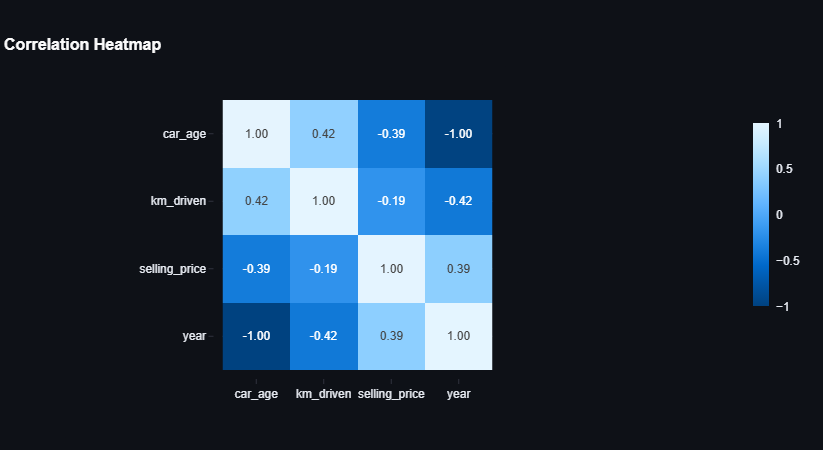 Correlation Heatmap
car_age 1.00 0.42 -0.39 -1.00
km_driven 0.42 1.00 -0.19 -0.42
selling_price -0.39 -0.19 1.00 0.39
year -1.00 -0.42 0.39 1.00
car_age km_driven selling_price year
1
0.5
0
−0.5
−1